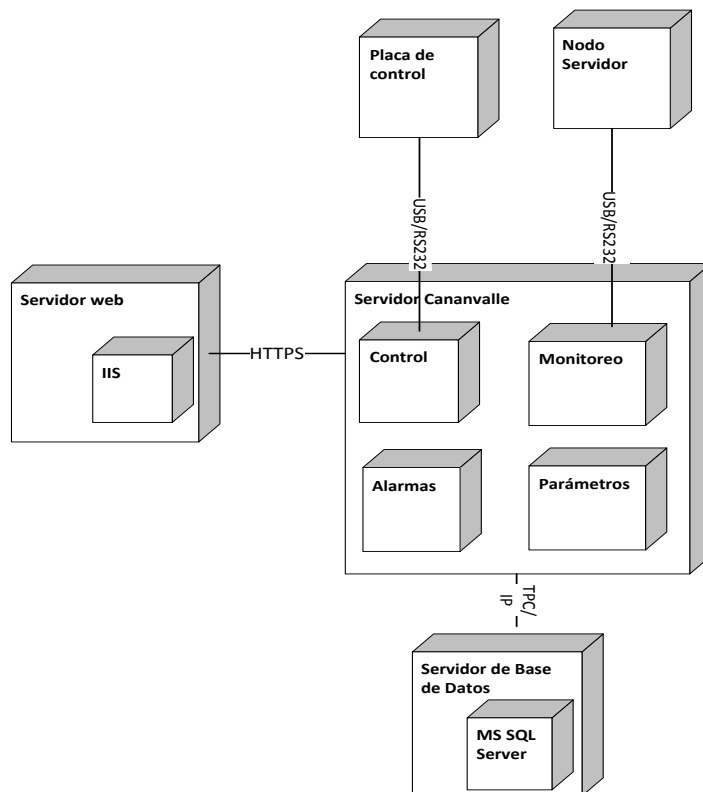 Placa de
control
Nodo
Servidor
USB/RS232
USB/RS232
Servidor web
IIS
HTTPS
Servidor Cananvalle
Control
Monitoreo
Alarmas
Parámetros
TPC/
IP
Servidor de Base
de Datos
MS SQL
Server